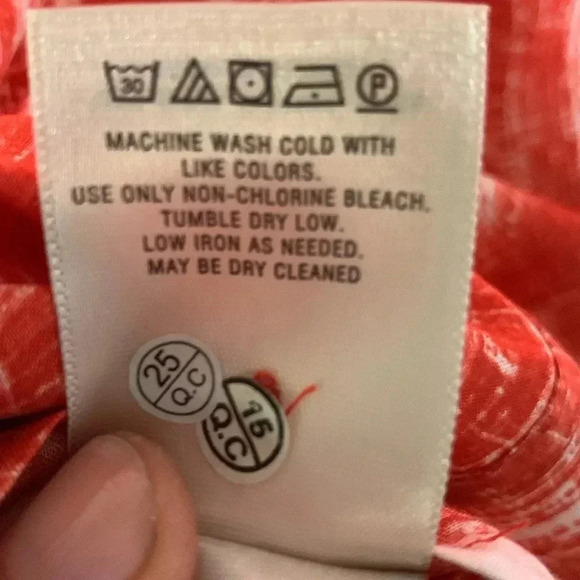 30 P
MACHINE WASH COLD WITH
LIKE COLORS.
USE ONLY NON-CHLORINE BLEACH.
TUMBLE DRY LOW.
LOW IRON AS NEEDED.
MAY BE DRY CLEANED
25
Q.C
15
Q.C